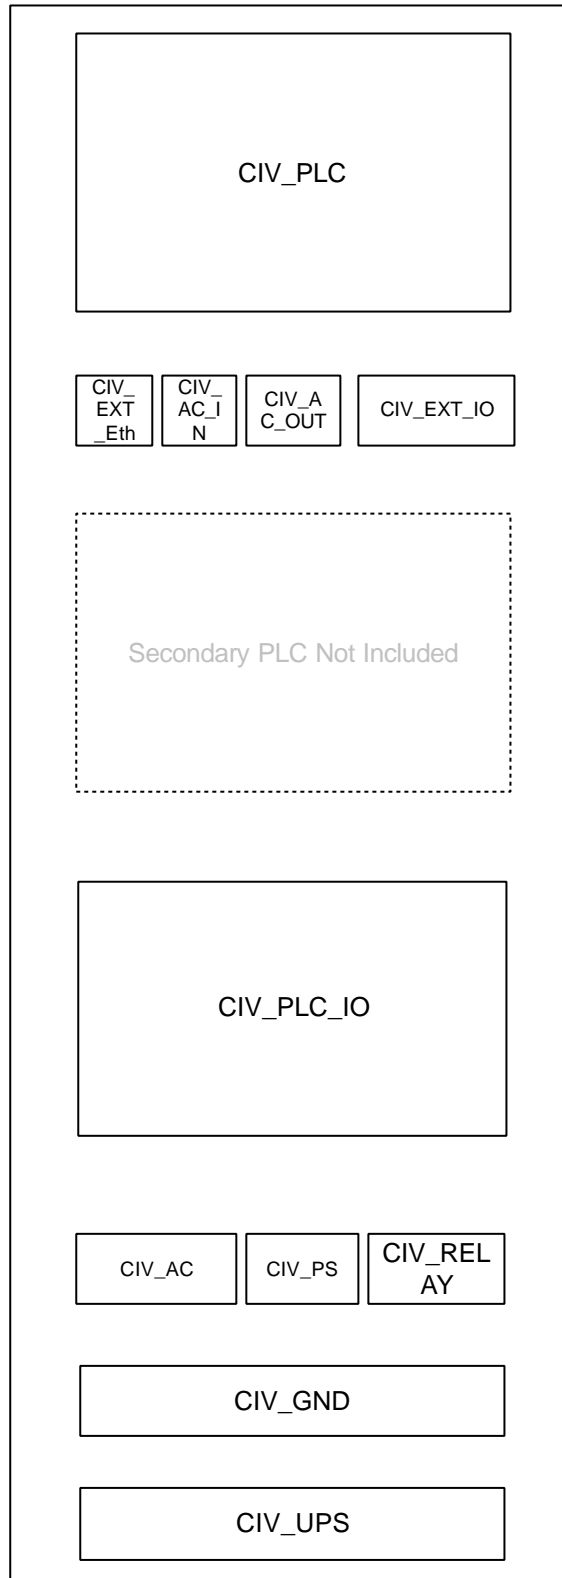 CIV_PLC
CIV_
EXT
_Eth
CIV_
AC_I
N
CIV_A
C_OUT
CIV_EXT_IO
Secondary PLC Not Included
CIV_PLC_IO
CIV_AC
CIV_PS
CIV_REL
AY
CIV_GND
CIV_UPS